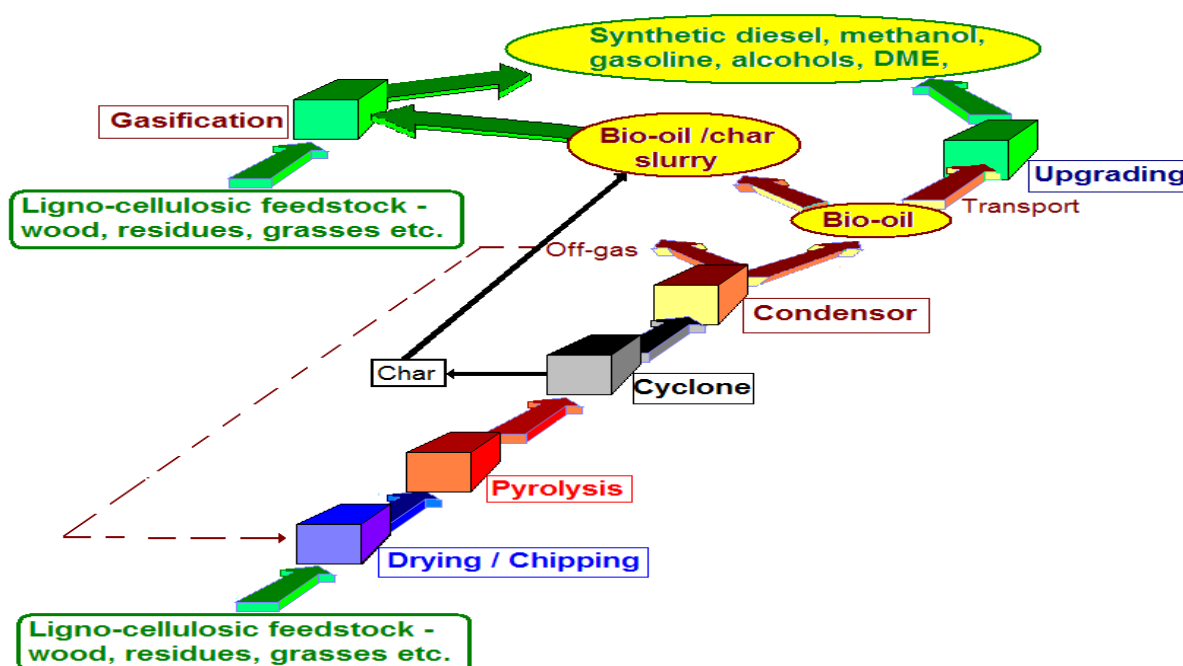 Synthetic diesel, methanol,
gasoline, alcohols, DME,
Gasification
Bio-oil /char
slurry
Upgrading
Ligno-cellulosic feedstock -
wood, residues, grasses etc.
Transport
Bio-oil
Off-gas
Condensor
Char
Cyclone
Pyrolysis
Drying / Chipping
Ligno-cellulosic feedstock -
wood, residues, grasses etc.